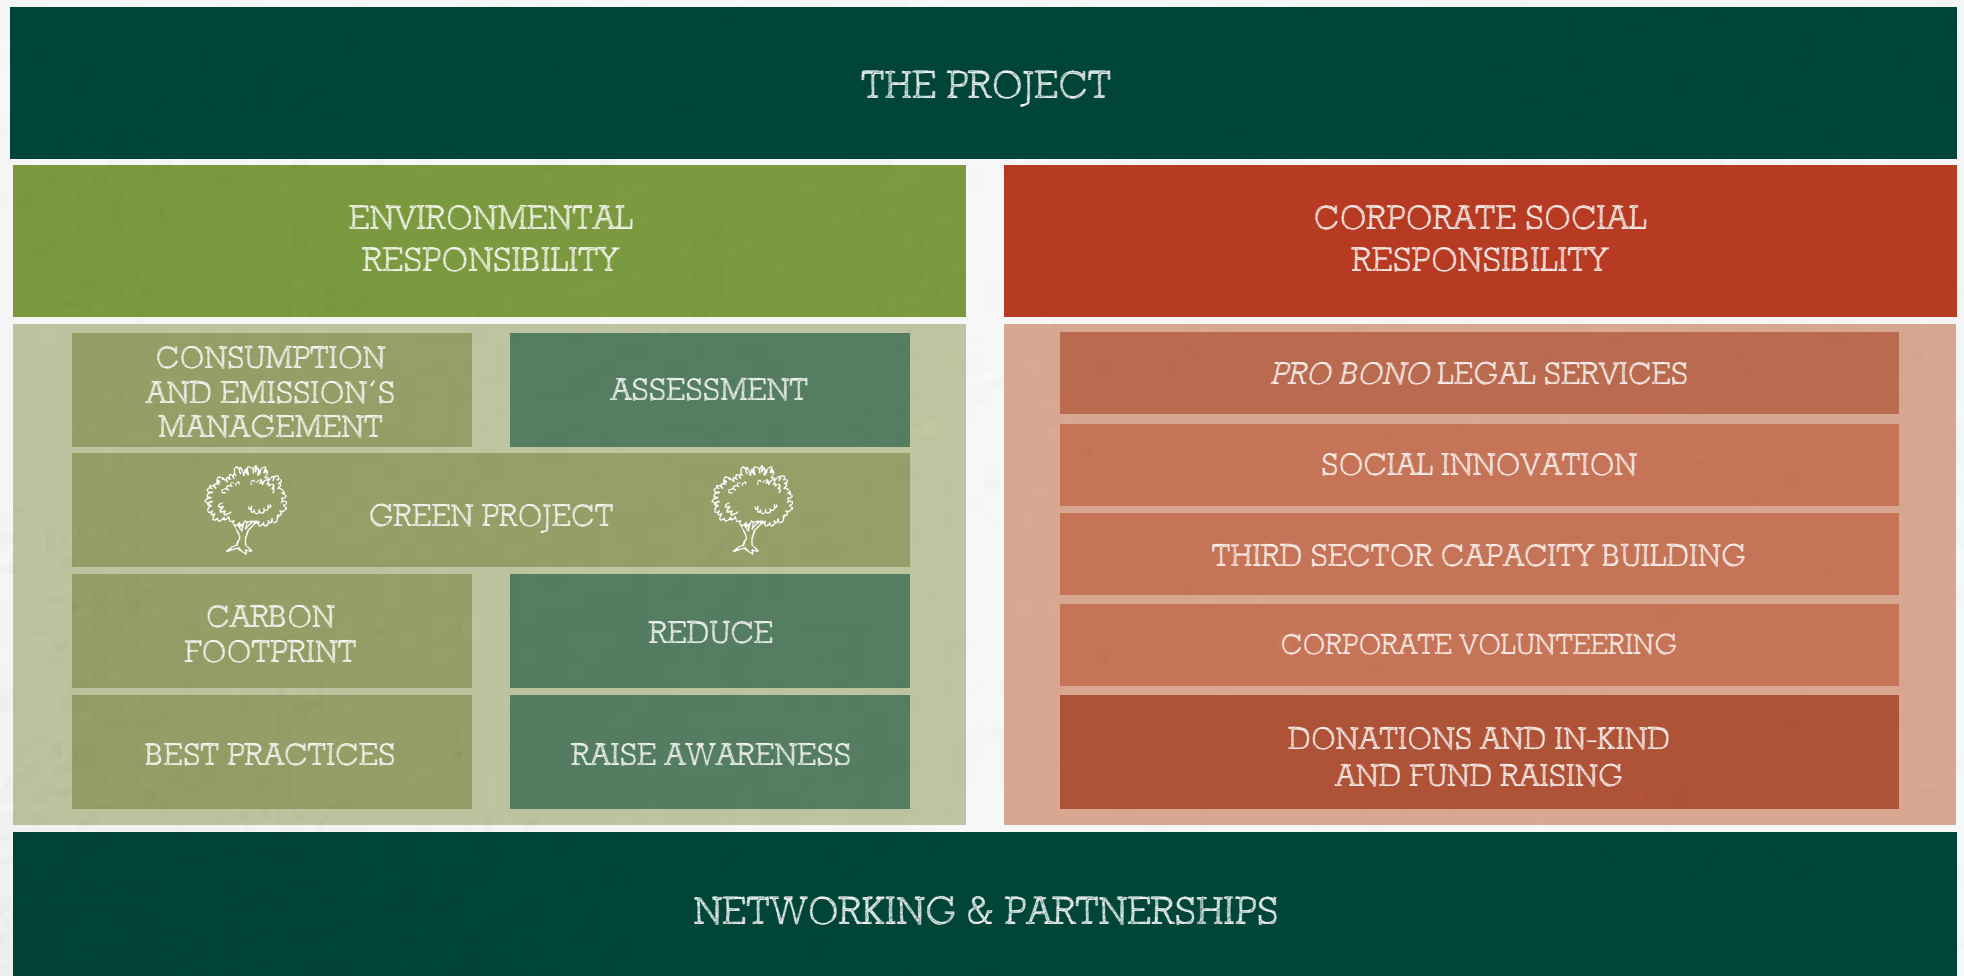 THE PROJECT
ENVIRONMENTAL
RESPONSIBILITY
CONSUMPTION
AND EMISSION´S
MANAGEMENT
ASSESSMENT
GREEN PROJECT
CARBON
FOOTPRINT
REDUCE
BEST PRACTICES
RAISE AWARENESS
CORPORATE SOCIAL
RESPONSIBILITY
PRO BONO LEGAL SERVICES
SOCIAL INNOVATION
THIRD SECTOR CAPACITY BUILDING
CORPORATE VOLUNTEERING
DONATIONS AND IN-KIND
AND FUND RAISING
NETWORKING & PARTNERSHIPS